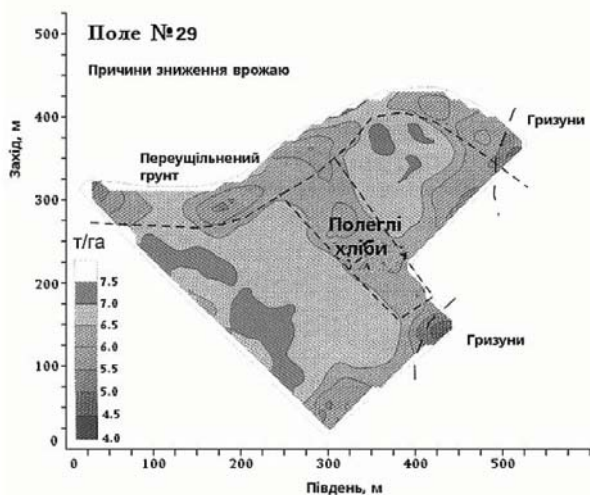 Поле №29
Причини зниження врожаю
Гризуни
Переущільнений
грунт
Полеглі
хліби
Гризуни
т/га
7.5
7.0
6.5
6.0
5.5
5.0
4.5
4.0
Захід, м
500
400
300
200
100
0
0 100 200 300 400 500
Південь, м